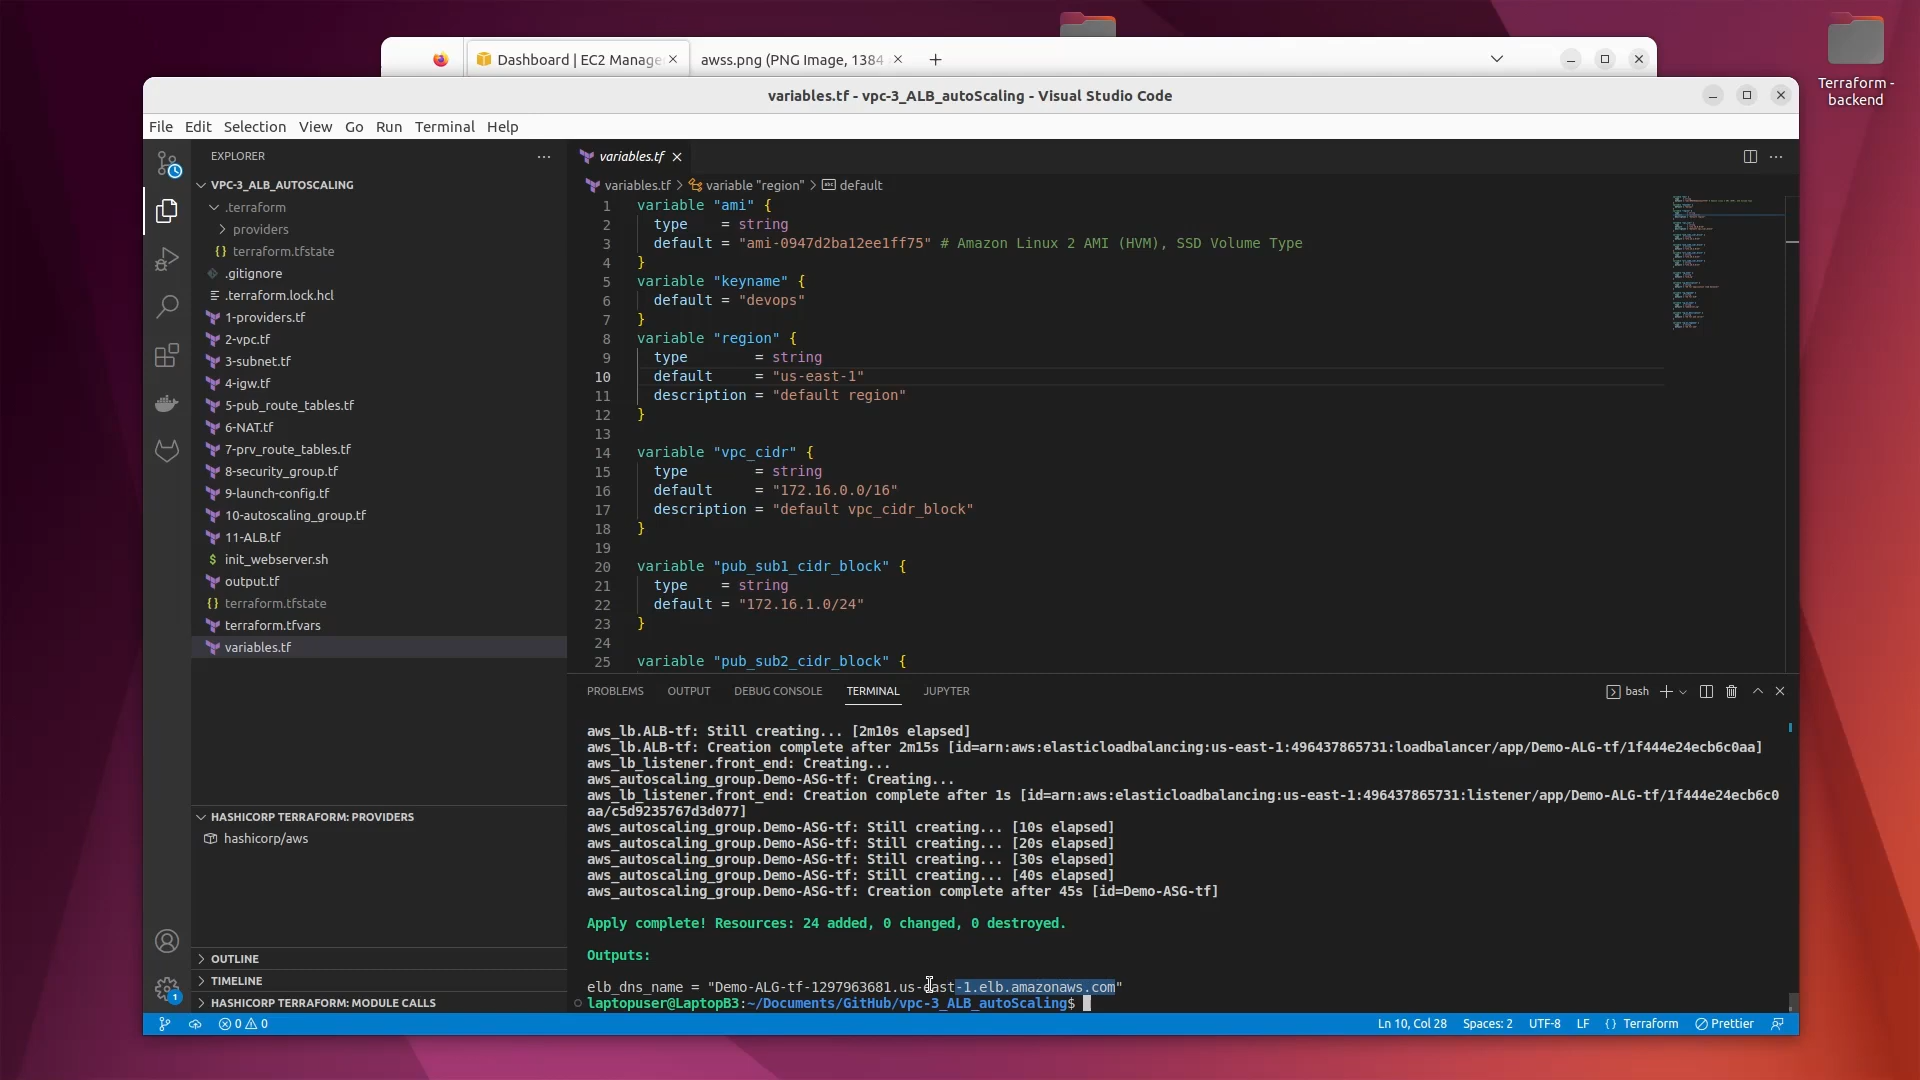 Dashboard | EC2 Manage
awss.png (PNG Image, 1384
Terraform -
backend
variables.tf - vpc-3_ALB_autoScaling - Visual Studio Code
File Edit Selection View Go Run Terminal Help
EXPLORER
VPC-3_ALB_AUTOSCALING
.terraform
providers
terraform.tfstate
.gitignore
.terraform.lock.hcl
1-providers.tf
2-vpc.tf
3-subnet.tf
4-igw.tf
5-pub_route_tables.tf
6-NAT.tf
7-prv_route_tables.tf
8-security_group.tf
9-launch-config.tf
10-autoscaling_group.tf
11-ALB.tf
init_webserver.sh
output.tf
terraform.tfstate
terraform.tfvars
variables.tf
HASHICORP TERRAFORM: PROVIDERS
hashicorp/aws
OUTLINE
TIMELINE
HASHICORP TERRAFORM: MODULE CALLS
variables.tf
variables.tf > variable "region" > default
1 variable "ami" {
2 type = string
3 default = "ami-0947d2ba12ee1ff75" # Amazon Linux 2 AMI (HVM), SSD Volume Type
4 }
5 variable "keyname" {
6 default = "devops"
7 }
8 variable "region" {
9 type = string
10 default = "us-east-1"
11 description = "default region"
12 }
13
14 variable "vpc_cidr" {
15 type = string
16 default = "172.16.0.0/16"
17 description = "default vpc_cidr_block"
18 }
19
20 variable "pub_sub1_cidr_block" {
21 type = string
22 default = "172.16.1.0/24"
23 }
24
25 variable "pub_sub2_cidr_block" {
PROBLEMS OUTPUT DEBUG CONSOLE TERMINAL JUPYTER
bash
aws_lb.ALB-tf: Still creating... [2m10s elapsed]
aws_lb.ALB-tf: Creation complete after 2m15s [id=arn:aws:elasticloadbalancing:us-east-1:496437865731:loadbalancer/app/Demo-ALG-tf/1f444e24ecb6c0aa]
aws_lb_listener.front_end: Creating...
aws_autoscaling_group.Demo-ASG-tf: Creating...
aws_lb_listener.front_end: Creation complete after 1s [id=arn:aws:elasticloadbalancing:us-east-1:496437865731:listener/app/Demo-ALG-tf/1f444e24ecb6c0
aa/c5d9235767d3d077]
aws_autoscaling_group.Demo-ASG-tf: Still creating... [10s elapsed]
aws_autoscaling_group.Demo-ASG-tf: Still creating... [20s elapsed]
aws_autoscaling_group.Demo-ASG-tf: Still creating... [30s elapsed]
aws_autoscaling_group.Demo-ASG-tf: Still creating... [40s elapsed]
aws_autoscaling_group.Demo-ASG-tf: Creation complete after 45s [id=Demo-ASG-tf]
Apply complete! Resources: 24 added, 0 changed, 0 destroyed.
Outputs:
elb_dns_name = "Demo-ALG-tf-1297963681.us-east-1.elb.amazonaws.com"
laptopuser@LaptopB3:~/Documents/GitHub/vpc-3_ALB_autoScaling$
1
0 0
Ln 10, Col 28 Spaces: 2 UTF-8 LF {} Terraform Prettier